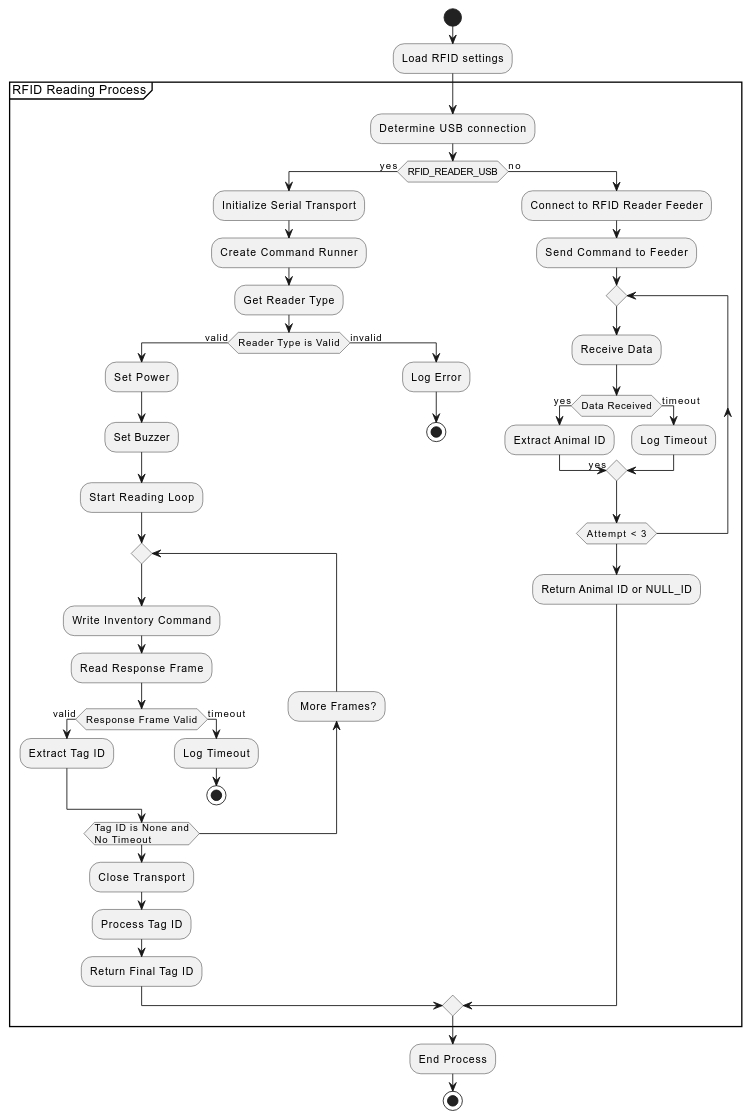 Load RFID settings
RFID Reading Process
Determine USB connection
yes
RFID_READER_USB
no
Initialize Serial Transport
Connect to RFID Reader Feeder
Create Command Runner
Send Command to Feeder
Get Reader Type
valid
Reader Type is Valid
invalid
Receive Data
Set Power
Log Error
yes
Data Received
timeout
Set Buzzer
Extract Animal ID
Log Timeout
yes
Start Reading Loop
Attempt < 3
Return Animal ID or NULL_ID
Write Inventory Command
Read Response Frame
More Frames?
valid
Response Frame Valid
timeout
Extract Tag ID
Log Timeout
Tag ID is None and
No Timeout
Close Transport
Process Tag ID
Return Final Tag ID
End Process